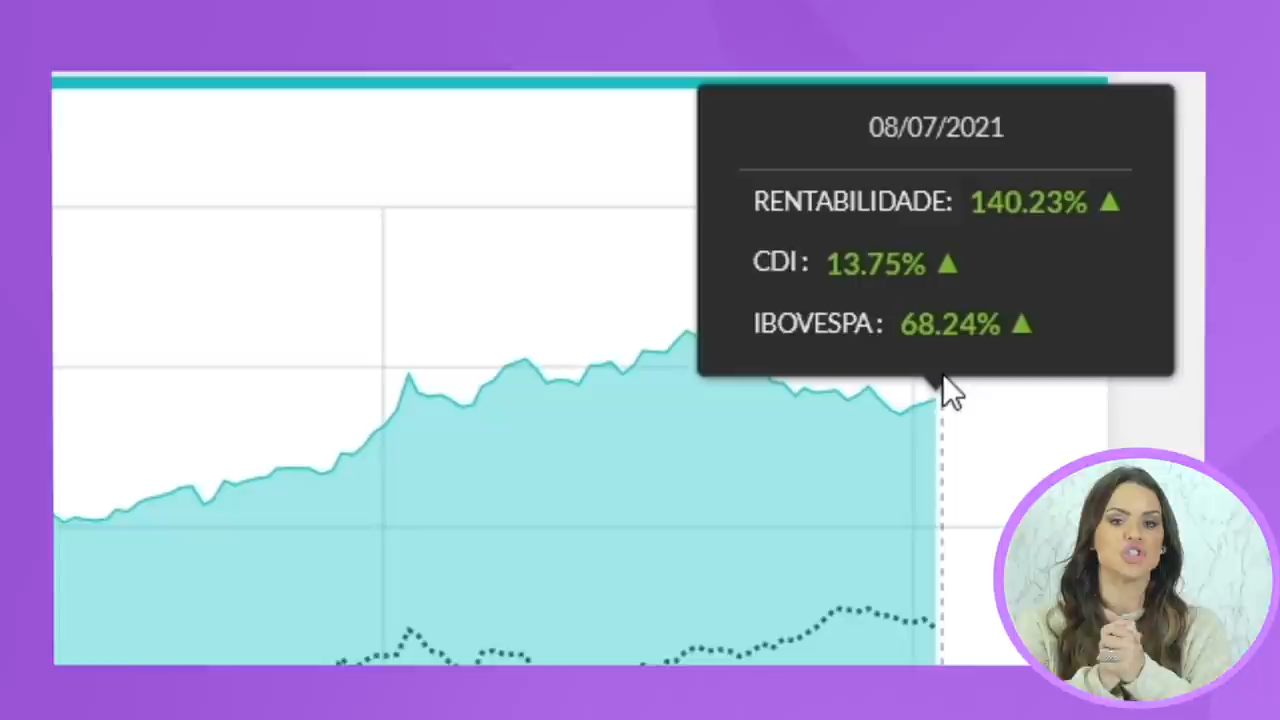 08/07/2021
RENTABILIDADE: 140.23% ▲
CDI: 13.75% ▲
IBOVESPA: 68.24% ▲